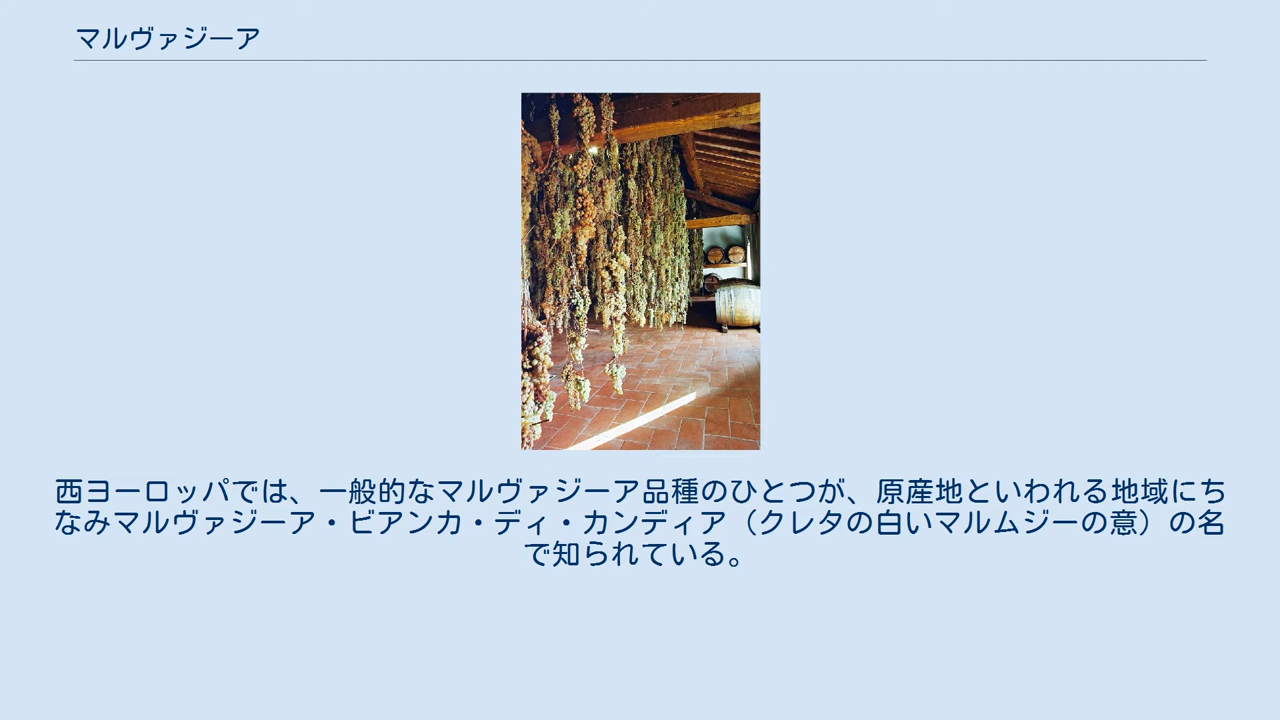 マルヴァジーア
西ヨーロッパでは、一般的なマルヴァジーア品種のひとつが、原産地といわれる地域にち
なみマルヴァジーア・ビアンカ・ディ・カンディア（クレタの白いマルムジーの意）の名
で知られている。